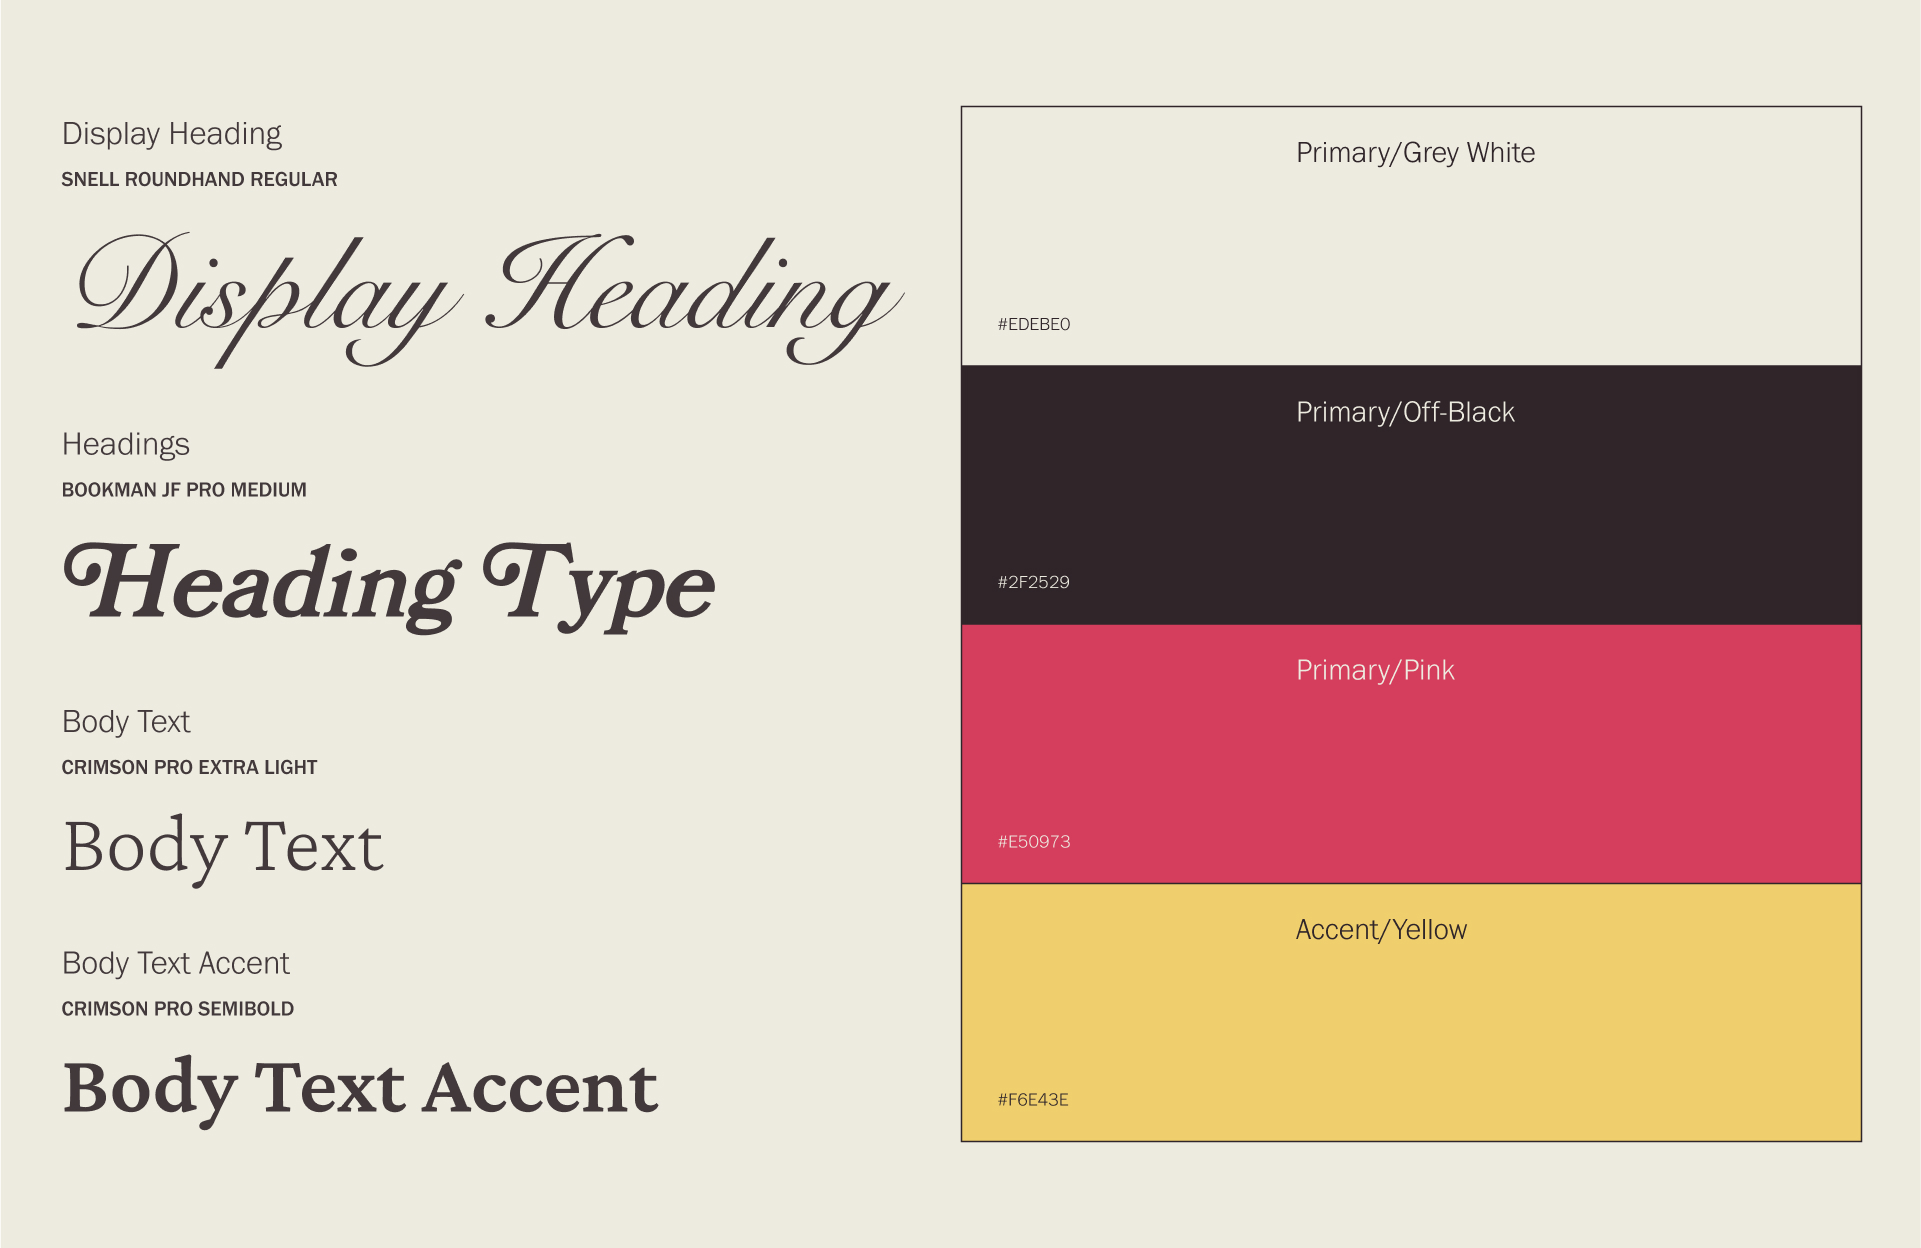 Display Heading
SNELL ROUNDHAND REGULAR
Display Heading
Headings
BOOKMAN JF PRO MEDIUM
Heading Type
Body Text
CRIMSON PRO EXTRA LIGHT
Body Text
Body Text Accent
CRIMSON PRO SEMIBOLD
Body Text Accent
Primary/Grey White
#EDEBE0
Primary/Off-Black
#2F2529
Primary/Pink
#E50973
Accent/Yellow
#F6E43E